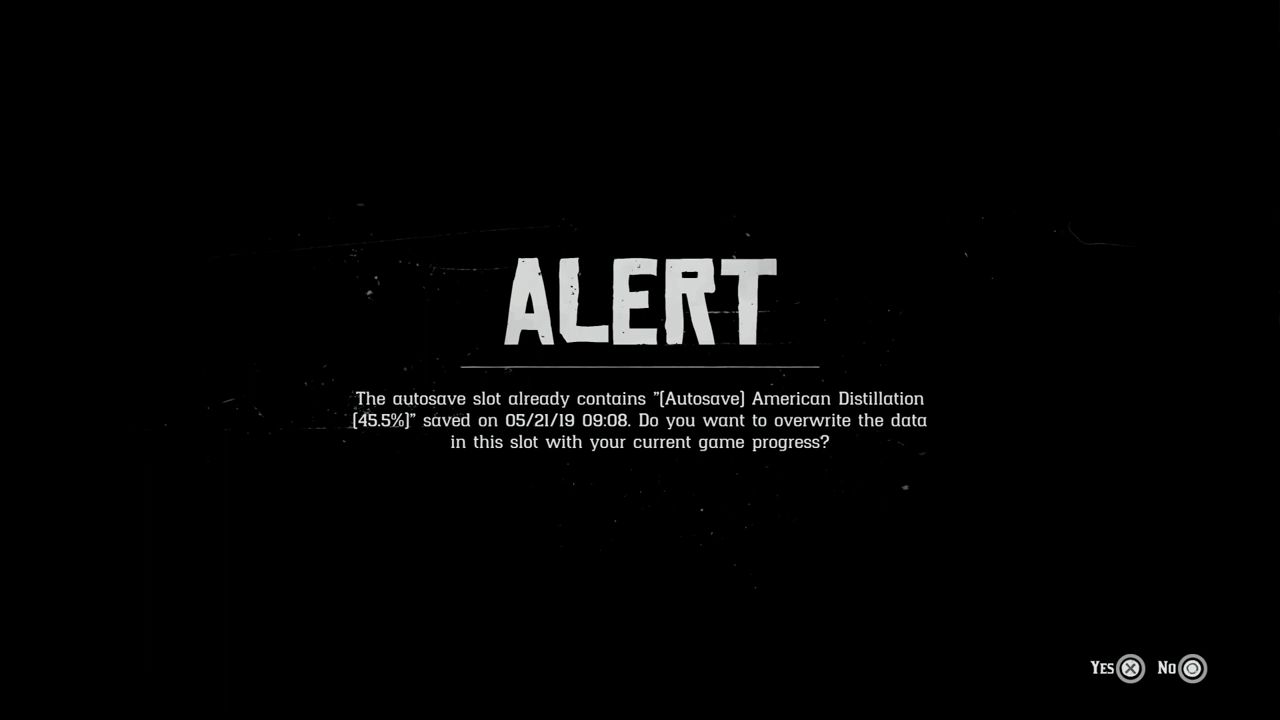 ALERT
The autosave slot already contains "(Autosave) American Distillation
(45.5%)" saved on 05/21/19 09:08. Do you want to overwrite the data
in this slot with your current game progress?
Yes No